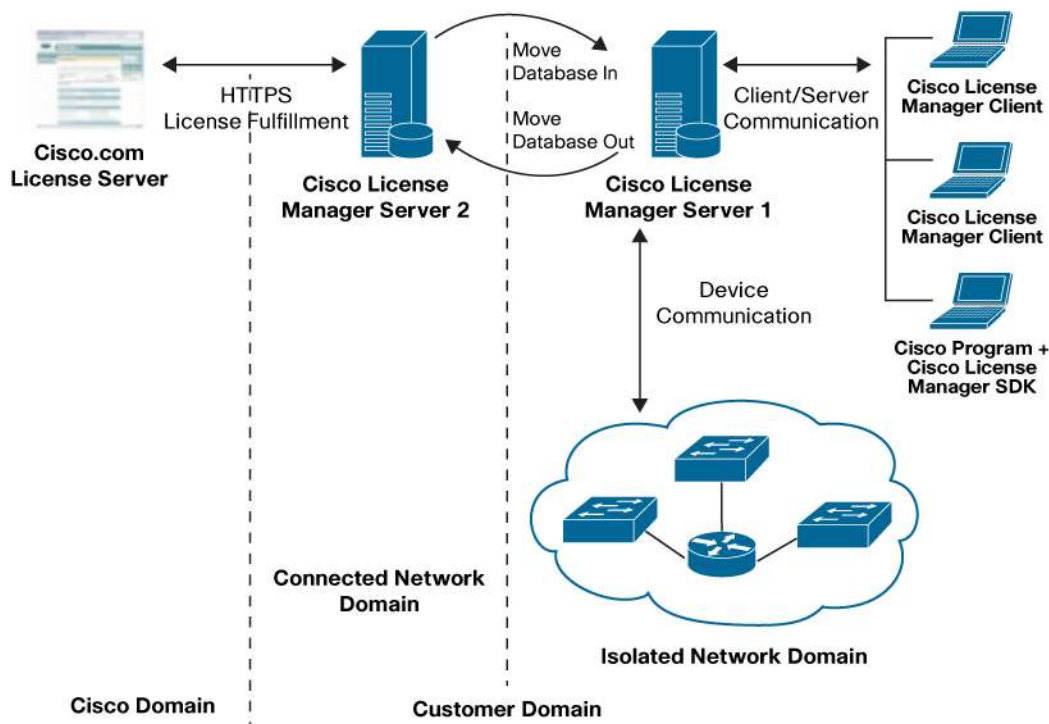 Cisco.com
License Server
HTTPS
License Fulfillment
Cisco License
Manager Server 2
Move
Database In
Move
Database Out
Cisco License
Manager Server 1
Client/Server
Communication
Cisco License
Manager Client
Cisco License
Manager Client
Cisco Program +
Cisco License
Manager SDK
Device
Communication
Connected Network
Domain
Isolated Network Domain
Cisco Domain
Customer Domain